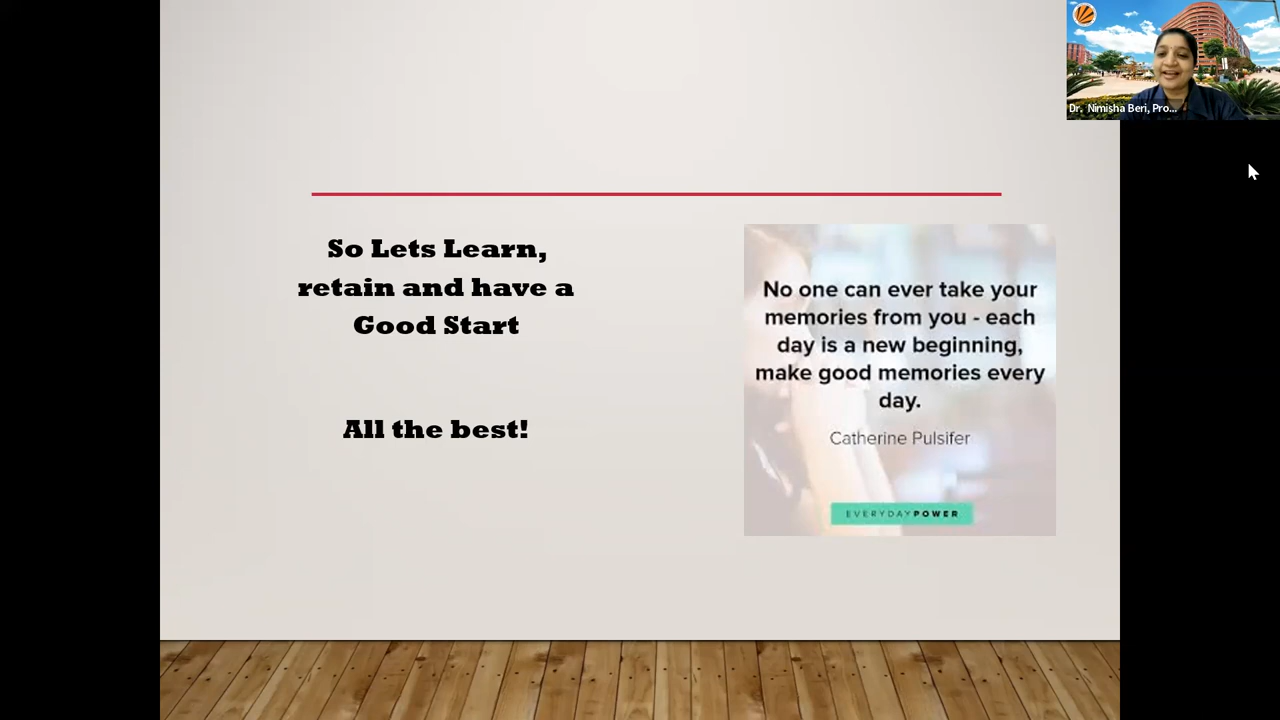 Dr. Nimisha Beri, Pro...
So Lets Learn,
retain and have a
Good Start
All the best!
No one can ever take your
memories from you - each
day is a new beginning,
make good memories every
day.
Catherine Pulsifer
EVERYDAYPOWER